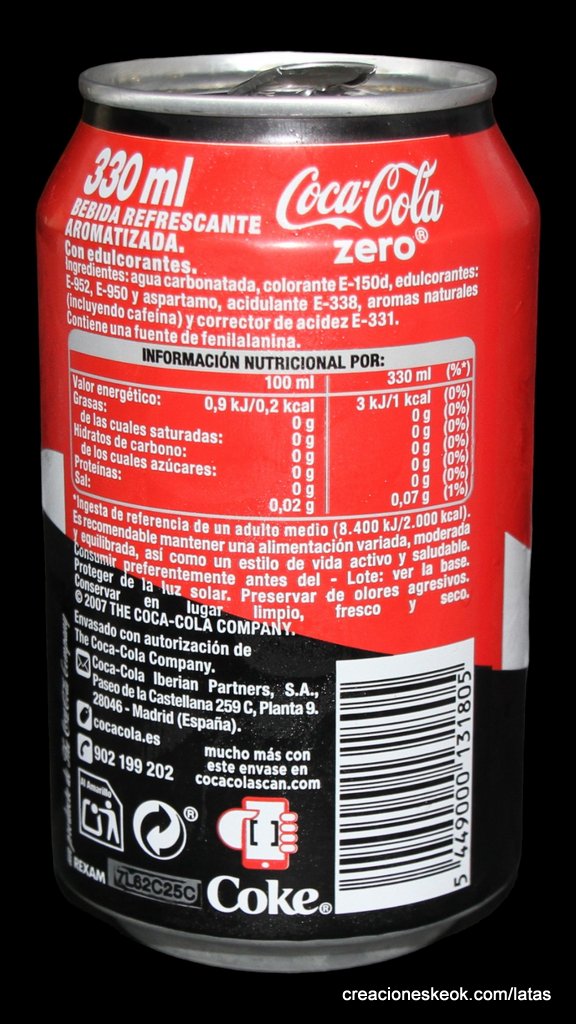 330 ml
BEBIDA REFRESCANTE
AROMATIZADA.
Con edulcorantes.
Coca-Cola
zero®
Ingredientes: agua carbonatada, colorante E-150d, edulcorantes:
E-952, E-950 y aspartamo, acidulante E-338, aromas naturales
(incluyendo cafeína) y corrector de acidez E-331.
Contiene una fuente de fenilalanina.
INFORMACIÓN NUTRICIONAL POR:
100 ml 330 ml (%*)
Valor energético: 0,9 kJ/0,2 kcal 3 kJ/1 kcal (0%)
Grasas: 0 g 0 g (0%)
de las cuales saturadas: 0 g 0 g (0%)
Hidratos de carbono: 0 g 0 g (0%)
de los cuales azúcares: 0 g 0 g (0%)
Proteínas: 0 g 0 g (0%)
Sal: 0,02 g 0,07 g (1%)
*Ingesta de referencia de un adulto medio (8.400 kJ/2.000 kcal).
Es recomendable mantener una alimentación variada, moderada
y equilibrada, así como un estilo de vida activo y saludable.
Consumir preferentemente antes del - Lote: ver la base.
Proteger de la luz solar. Preservar de olores agresivos.
Conservar en lugar limpio, fresco y seco.
© 2007 THE COCA-COLA COMPANY.
Envasado con autorización de
The Coca-Cola Company.
Coca-Cola Iberian Partners, S.A.,
Paseo de la Castellana 259 C, Planta 9.
28046 - Madrid (España).
cocacola.es
902 199 202
mucho más con
este envase en
cocacolascan.com
al Amarillo
®
REXAM
7L62C25C
Coke®
5 449000 131805
de The Coca-Cola Company
creacioneskeok.com/latas